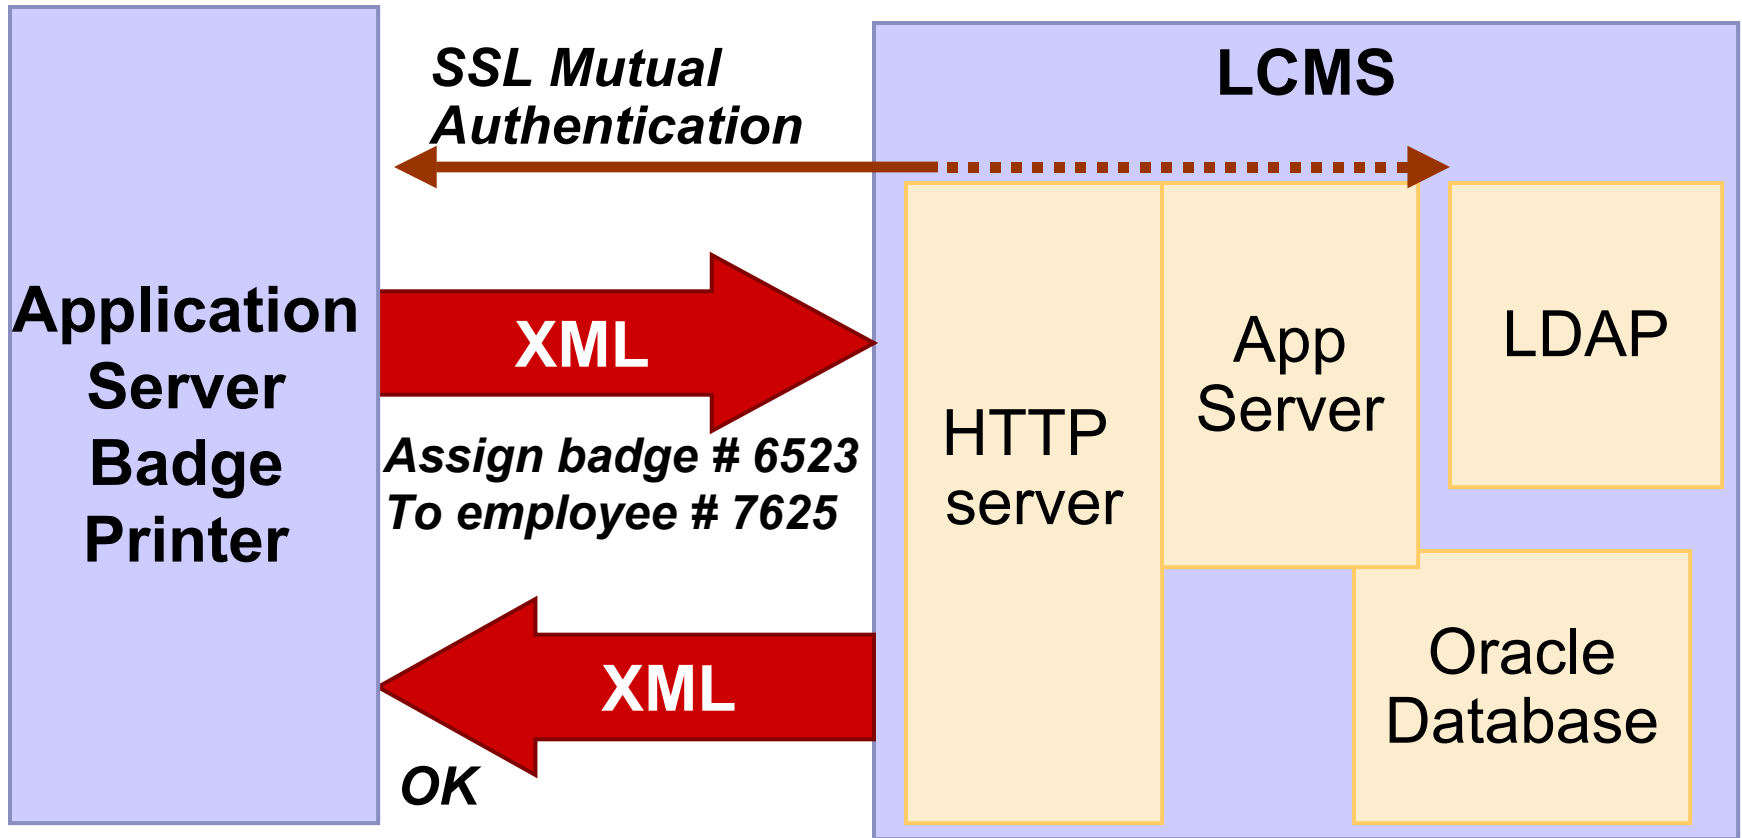 SSL Mutual
Authentication
LCMS
Application
Server
Badge
Printer
XML
Assign badge # 6523
To employee # 7625
XML
OK
HTTP
server
App
Server
LDAP
Oracle
Database